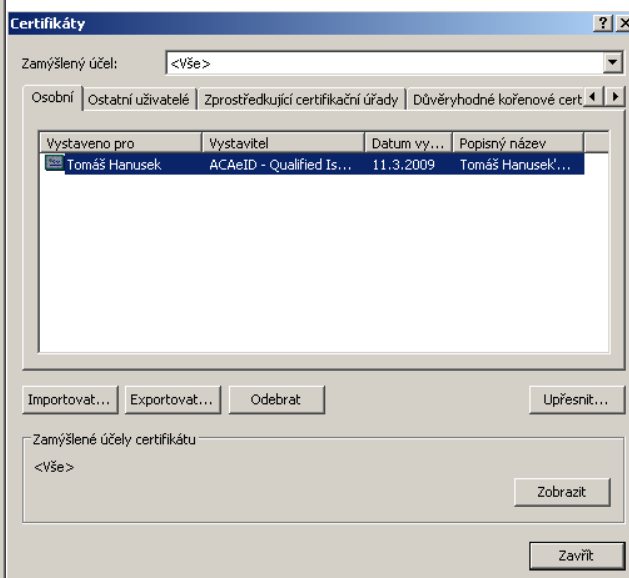 Certifikáty
Zamýšlený účel: <Vše>
Osobní Ostatní uživatelé Zprostředkující certifikační úřady Důvěryhodné kořenové cert
Vystaveno pro Vystavitel Datum vy... Popisný název
Tomáš Hanusek ACAeID - Qualified Is... 11.3.2009 Tomáš Hanusek'...
Importovat... Exportovat... Odebrat Upřesnit...
Zamýšlené účely certifikátu
<Vše>
Zobrazit
Zavřít